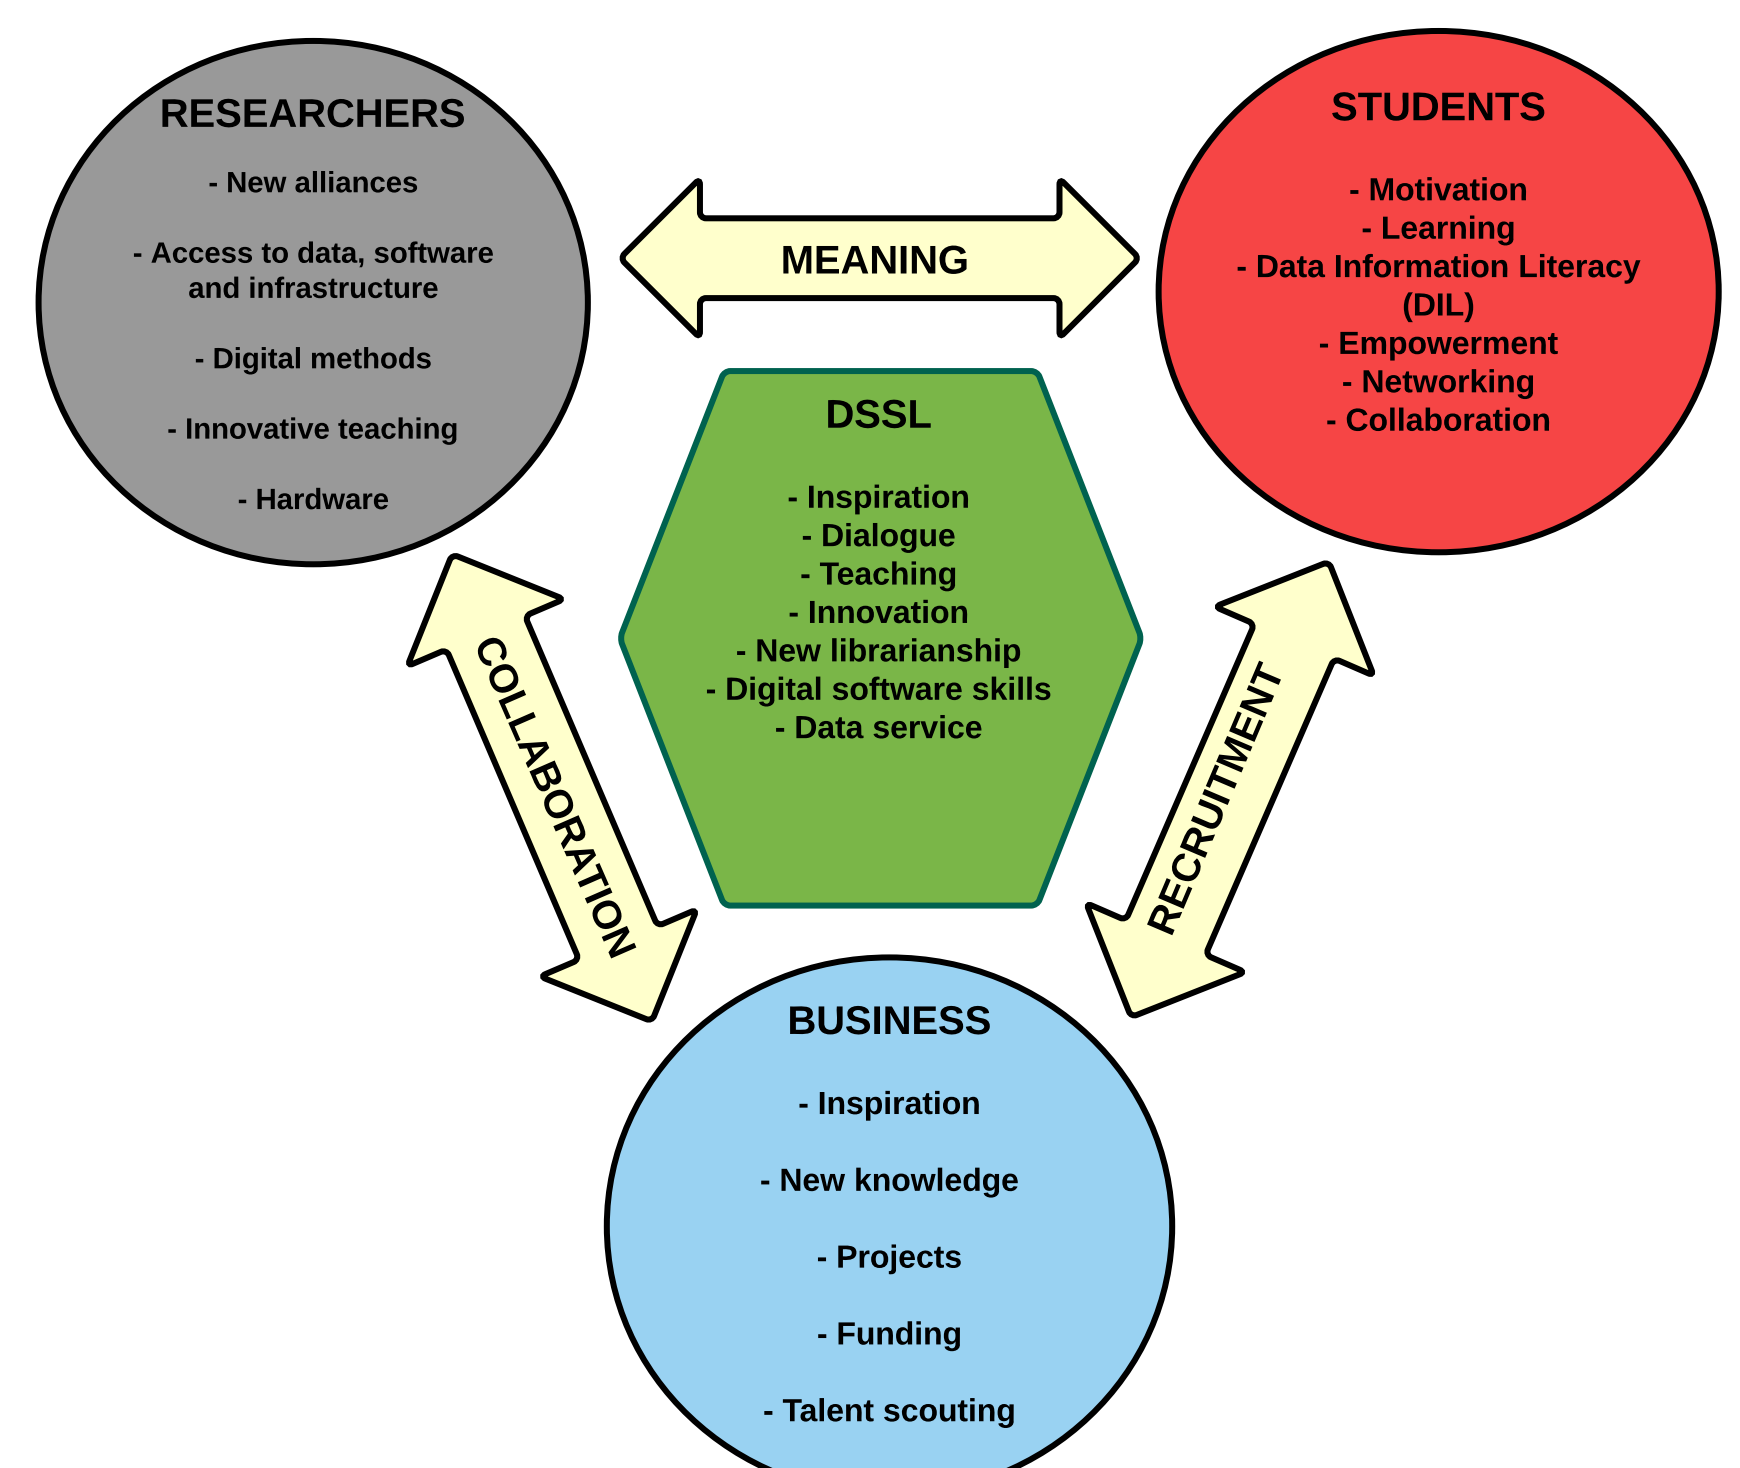 RESEARCHERS
- New alliances
- Access to data, software
and infrastructure
- Digital methods
- Innovative teaching
- Hardware
MEANING
STUDENTS
- Motivation
- Learning
- Data Information Literacy
(DIL)
- Empowerment
- Networking
- Collaboration
DSSL
- Inspiration
- Dialogue
- Teaching
- Innovation
- New librarianship
- Digital software skills
- Data service
COLLABORATION
RECRUITMENT
BUSINESS
- Inspiration
- New knowledge
- Projects
- Funding
- Talent scouting